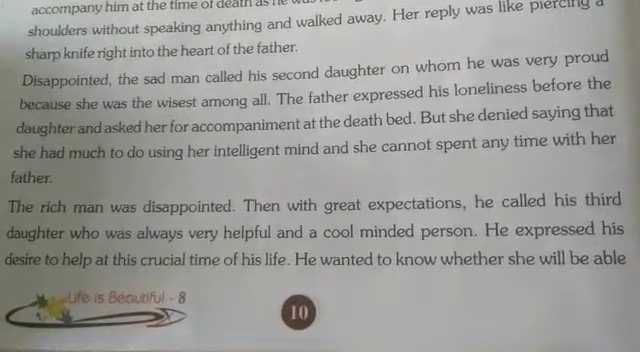 accompany him at the time of death as he was
shoulders without speaking anything and walked away. Her reply was like piercing a
sharp knife right into the heart of the father.
Disappointed, the sad man called his second daughter on whom he was very proud
because she was the wisest among all. The father expressed his loneliness before the
daughter and asked her for accompaniment at the death bed. But she denied saying that
she had much to do using her intelligent mind and she cannot spent any time with her
father.
The rich man was disappointed. Then with great expectations, he called his third
daughter who was always very helpful and a cool minded person. He expressed his
desire to help at this crucial time of his life. He wanted to know whether she will be able
Life is Beautiful - 8
10